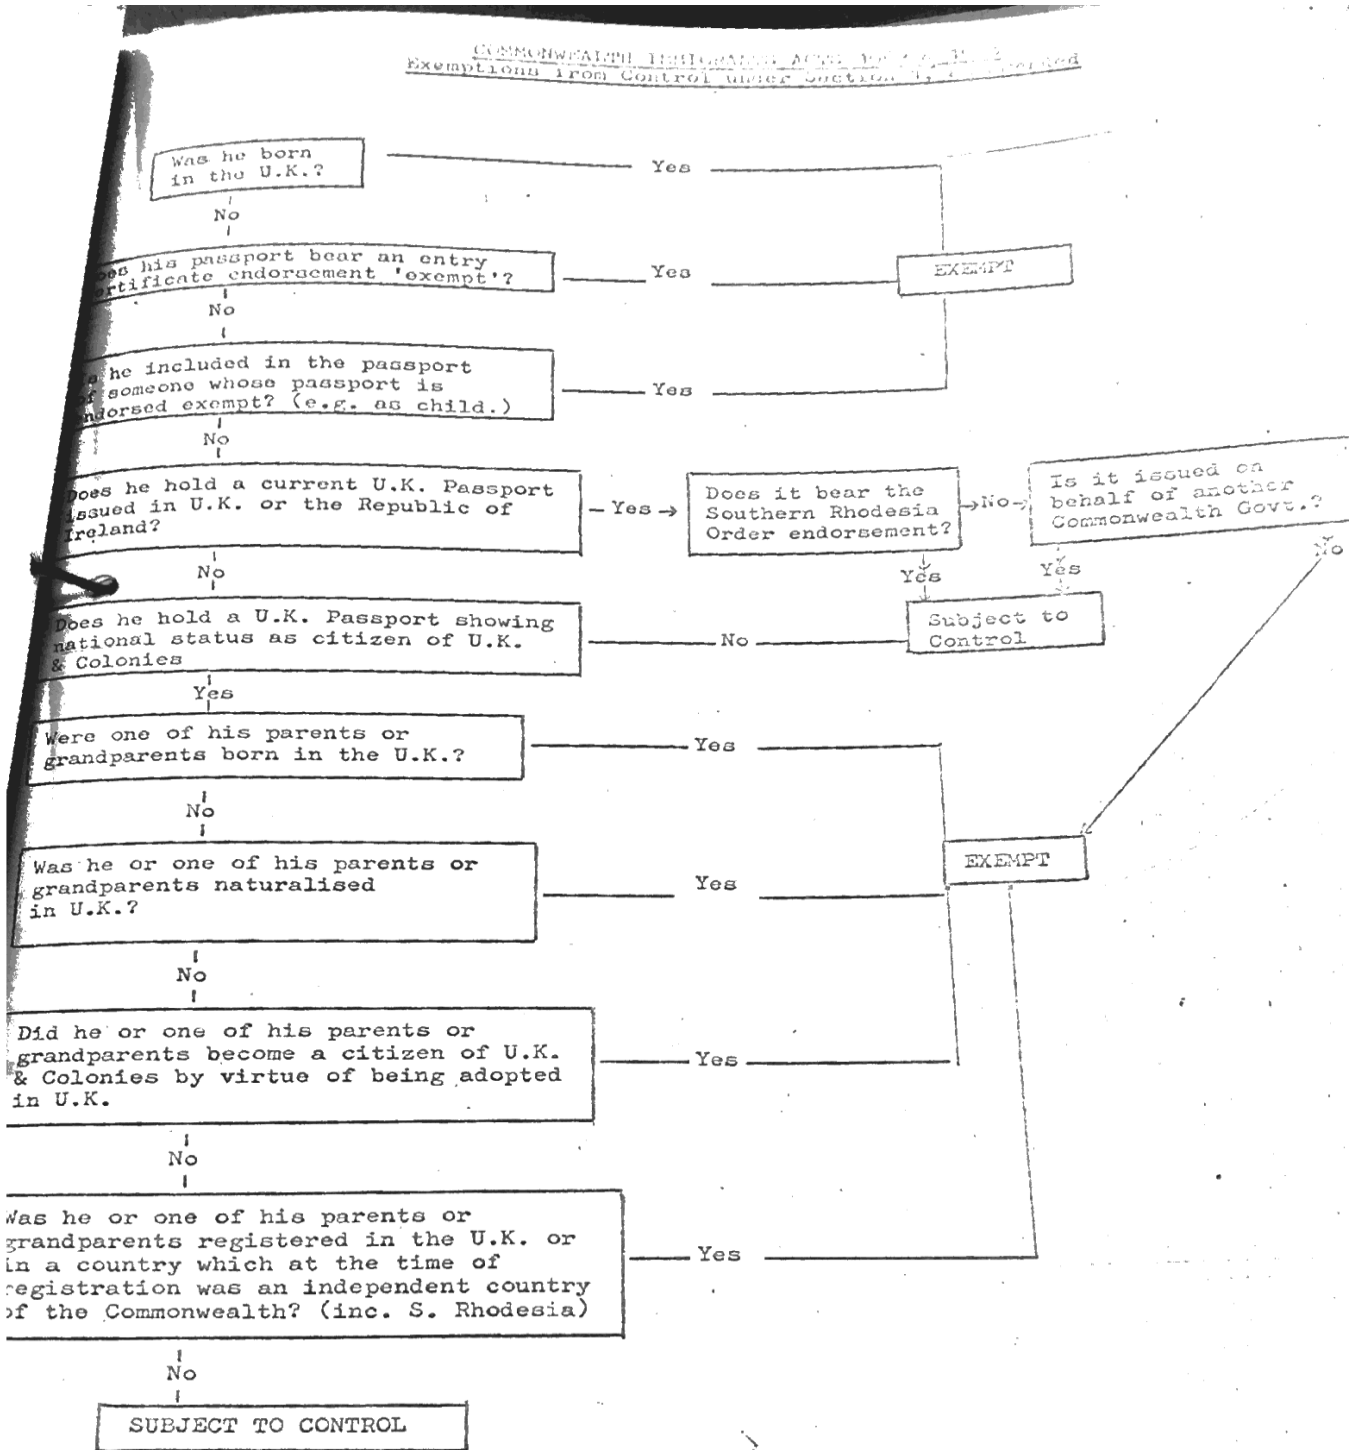 COMMONWEALTH IMMIGRANTS ACTS
Exemptions from Control under Section
Was he born
in the U.K.?
Yes
No
his passport bear an entry
endorsement 'exempt'?
Yes
EXEMPT
No
he included in the passport
of someone whose passport is
endorsed exempt? (e.g. as child.)
Yes
No
Does he hold a current U.K. Passport
issued in U.K. or the Republic of
Ireland?
Yes
Does it bear the
Southern Rhodesia
Order endorsement?
No
Is it issued on
behalf of another
Commonwealth Govt.?
No
Yes
Yes
No
Does he hold a U.K. Passport showing
national status as citizen of U.K.
& Colonies
No
Subject to
Control
Yes
Were one of his parents or
grandparents born in the U.K.?
Yes
No
Was he or one of his parents or
grandparents naturalised
in U.K.?
Yes
EXEMPT
No
Did he or one of his parents or
grandparents become a citizen of U.K.
& Colonies by virtue of being adopted
in U.K.
Yes
No
Was he or one of his parents or
grandparents registered in the U.K. or
in a country which at the time of
registration was an independent country
of the Commonwealth? (inc. S. Rhodesia)
Yes
No
SUBJECT TO CONTROL